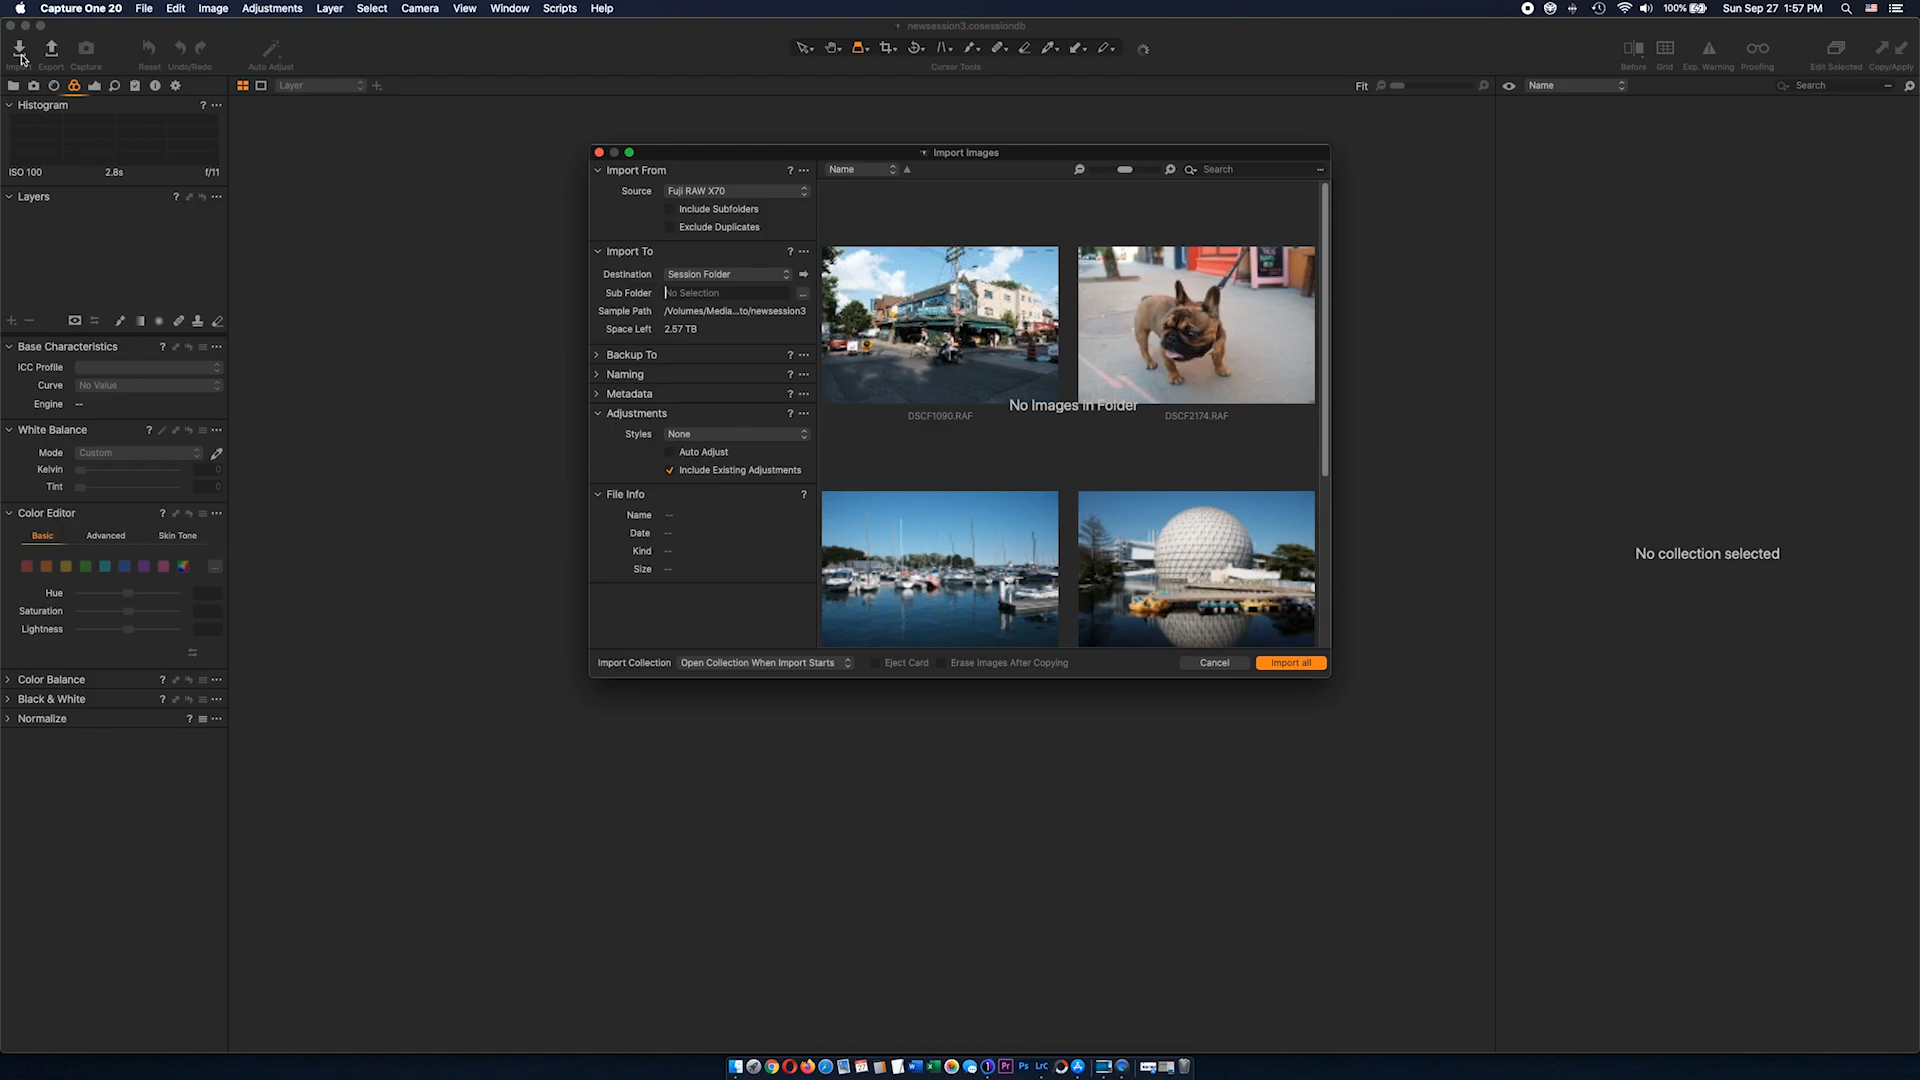 Capture One 20 File Edit Image Adjustments Layer Select Camera View Window Scripts Help 100% Sun Sep 27 1:57 PM
newsession3.cosessiondb
Import Export Capture Reset Undo/Redo Auto Adjust Cursor Tools Before Grid Exp. Warning Proofing Edit Selected Copy/Apply
Layer Fit Name Search
Histogram
ISO 100 2.8s f/11
Layers
Base Characteristics
ICC Profile
Curve No Value
Engine --
White Balance
Mode Custom
Kelvin 0
Tint 0
Color Editor
Basic Advanced Skin Tone
Hue
Saturation
Lightness
Color Balance
Black & White
Normalize
Import Images
Import From
Source Fuji RAW X70
Include Subfolders
Exclude Duplicates
Import To
Destination Session Folder
Sub Folder No Selection
Sample Path /Volumes/Media...to/newsession3
Space Left 2.57 TB
Backup To
Naming
Metadata
Adjustments
Styles None
Auto Adjust
Include Existing Adjustments
File Info
Name --
Date --
Kind --
Size --
Name Search
No Images in Folder
DSCF1090.RAF DSCF2174.RAF
Import Collection Open Collection When Import Starts Eject Card Erase Images After Copying Cancel Import all
No collection selected
Pr Ps LrC